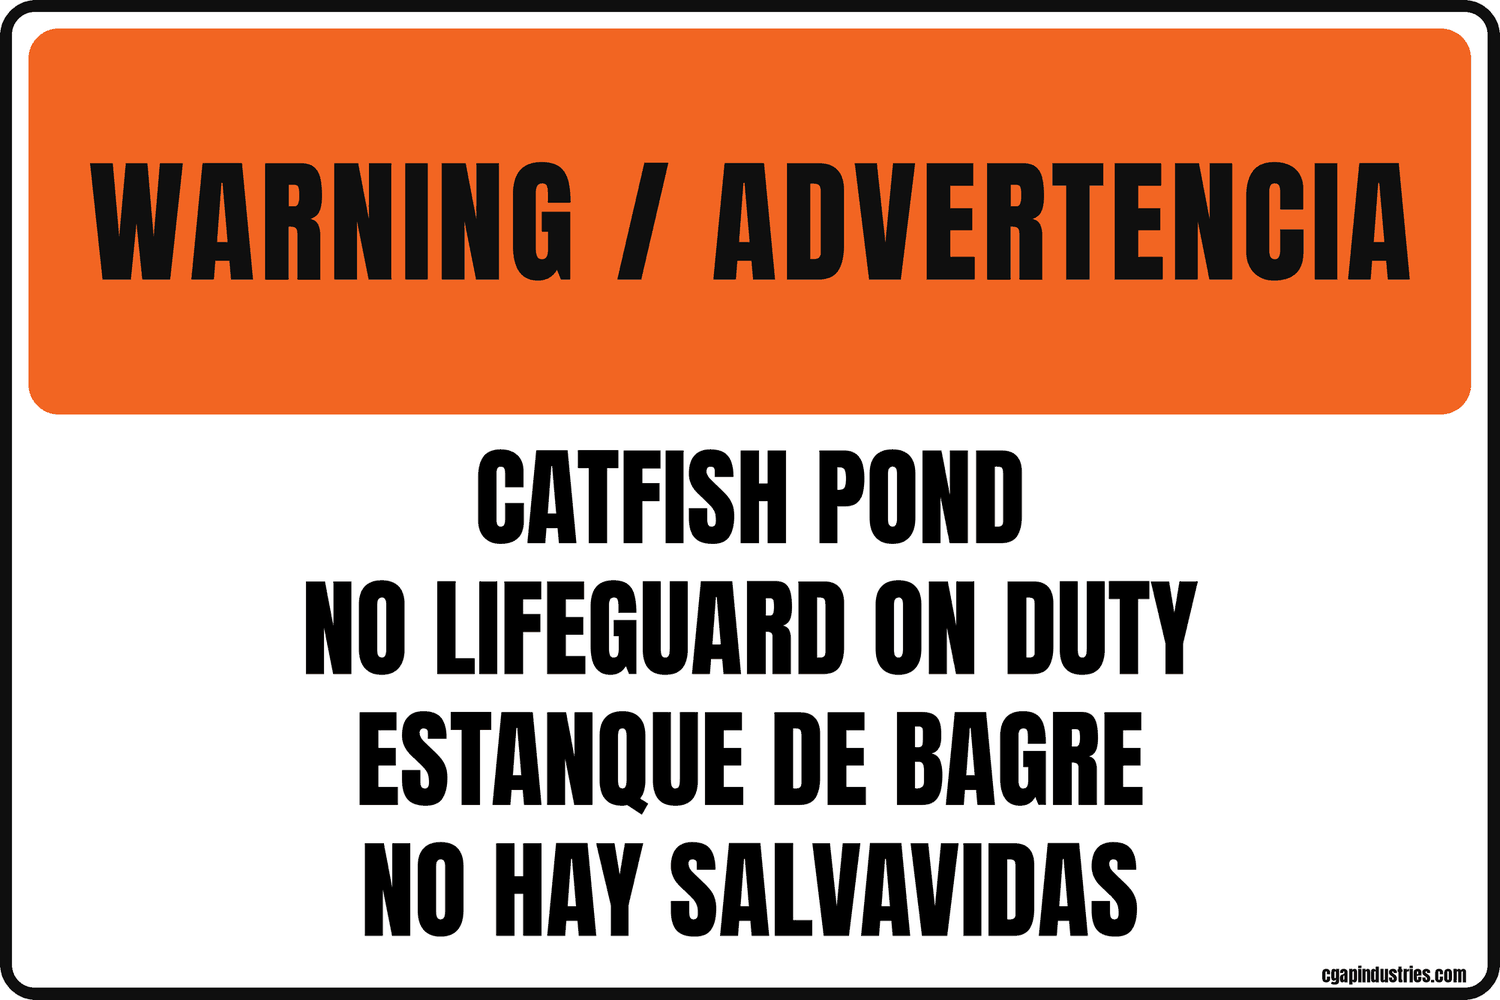 WARNING / ADVERTENCIA
CATFISH POND
NO LIFEGUARD ON DUTY
ESTANQUE DE BAGRE
NO HAY SALVAVIDAS
cgapindustries.com